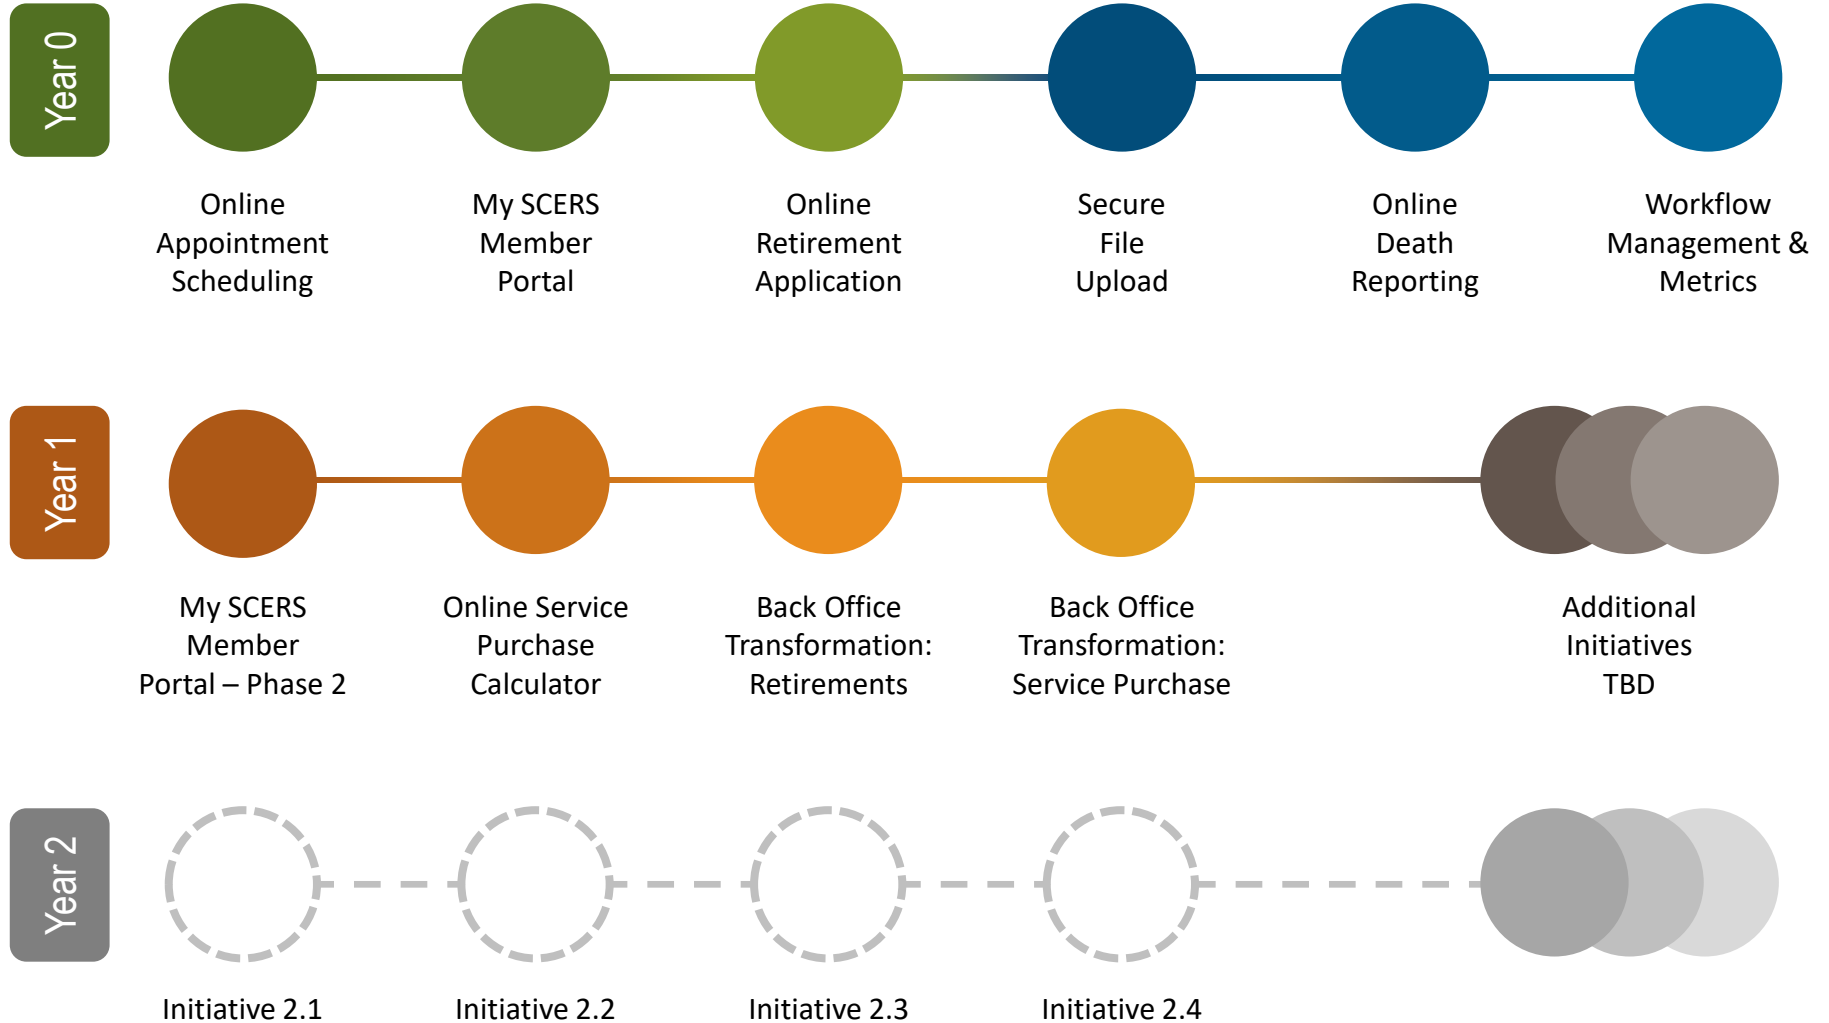 Year 0
Online
Appointment
Scheduling
My SCERS
Member
Portal
Online
Retirement
Application
Secure
File
Upload
Online
Death
Reporting
Workflow
Management &
Metrics
Year 1
My SCERS
Member
Portal – Phase 2
Online Service
Purchase
Calculator
Back Office
Transformation:
Retirements
Back Office
Transformation:
Service Purchase
Additional
Initiatives
TBD
Year 2
Initiative 2.1
Initiative 2.2
Initiative 2.3
Initiative 2.4